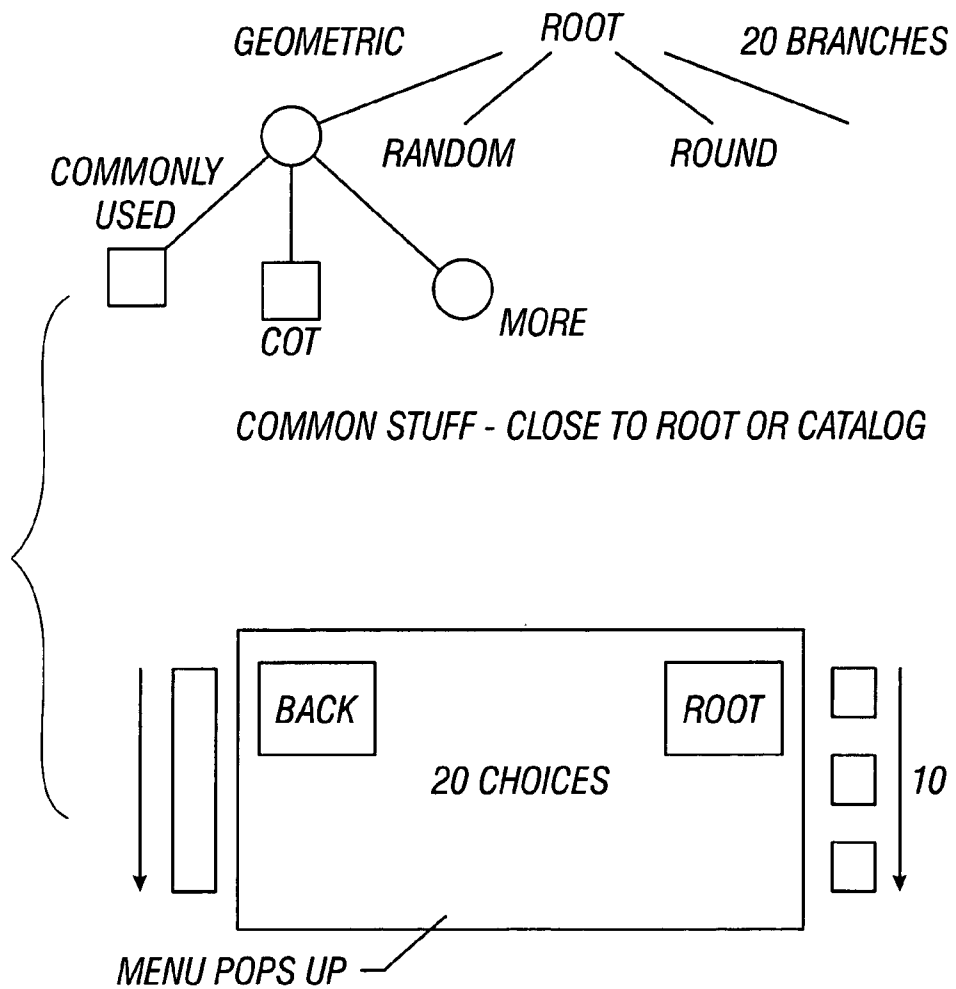 GEOMETRIC
ROOT
20 BRANCHES
RANDOM
ROUND
COMMONLY
USED
COT
MORE
COMMON STUFF - CLOSE TO ROOT OR CATALOG
BACK
ROOT
20 CHOICES
10
MENU POPS UP